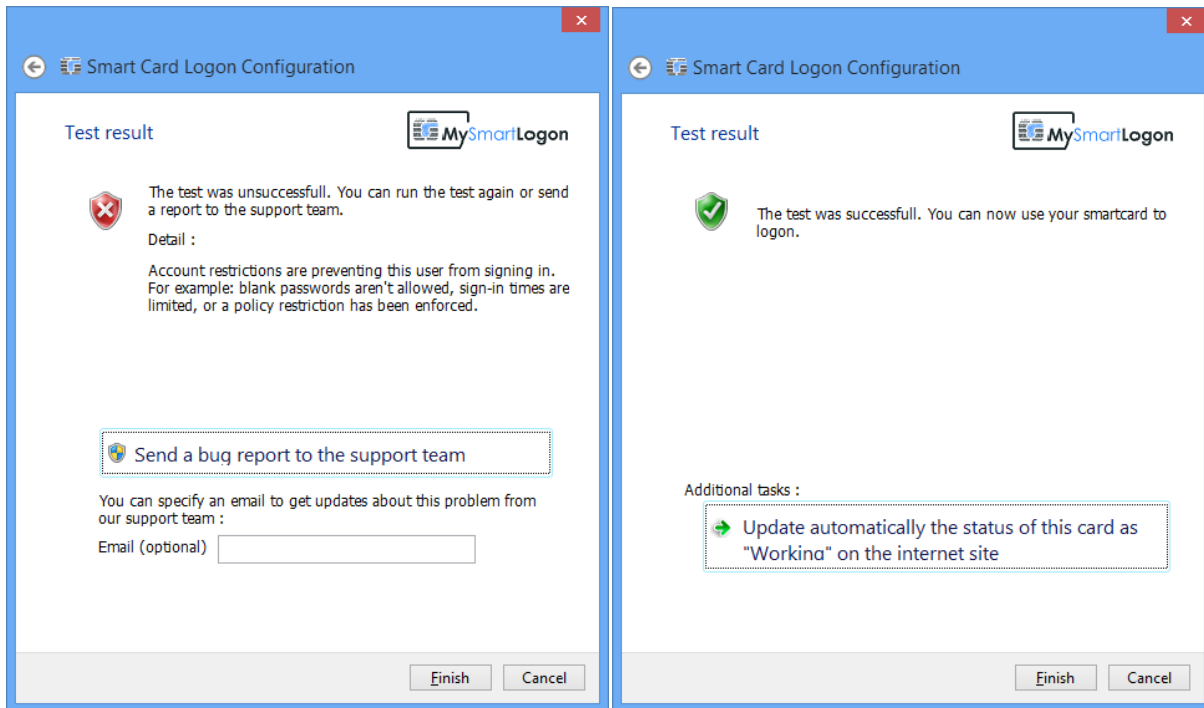 Smart Card Logon Configuration
Test result
MySmartLogon
The test was unsuccessful. You can run the test again or send
a report to the support team.
Detail :
Account restrictions are preventing this user from signing in.
For example: blank passwords aren't allowed, sign-in times are
limited, or a policy restriction has been enforced.
Send a bug report to the support team
You can specify an email to get updates about this problem from
our support team :
Email (optional)
Finish
Cancel
Smart Card Logon Configuration
Test result
MySmartLogon
The test was successful. You can now use your smartcard to
logon.
Additional tasks :
Update automatically the status of this card as
"Working" on the internet site
Finish
Cancel